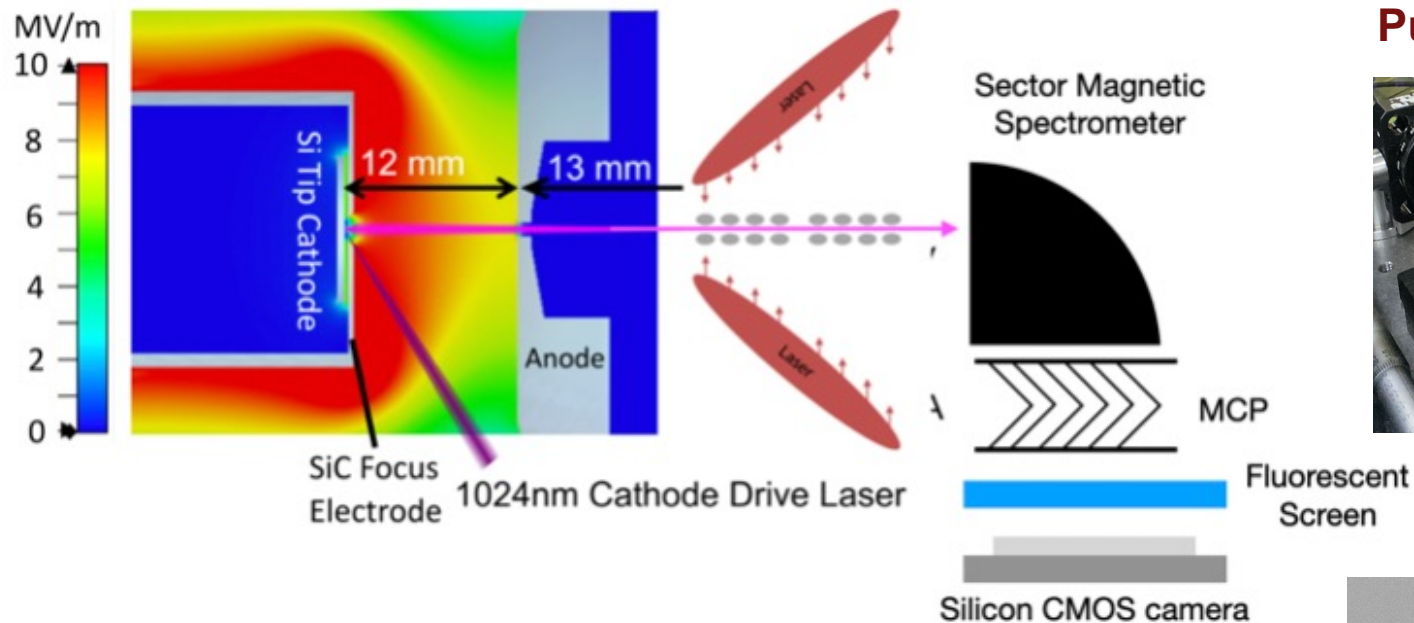 MV/m
10
8
6
4
2
0
Si Tip Cathode
12 mm
13 mm
Anode
SiC Focus
Electrode
1024nm Cathode Drive Laser
Laser
Laser
Sector Magnetic
Spectrometer
MCP
Fluorescent
Screen
Silicon CMOS camera